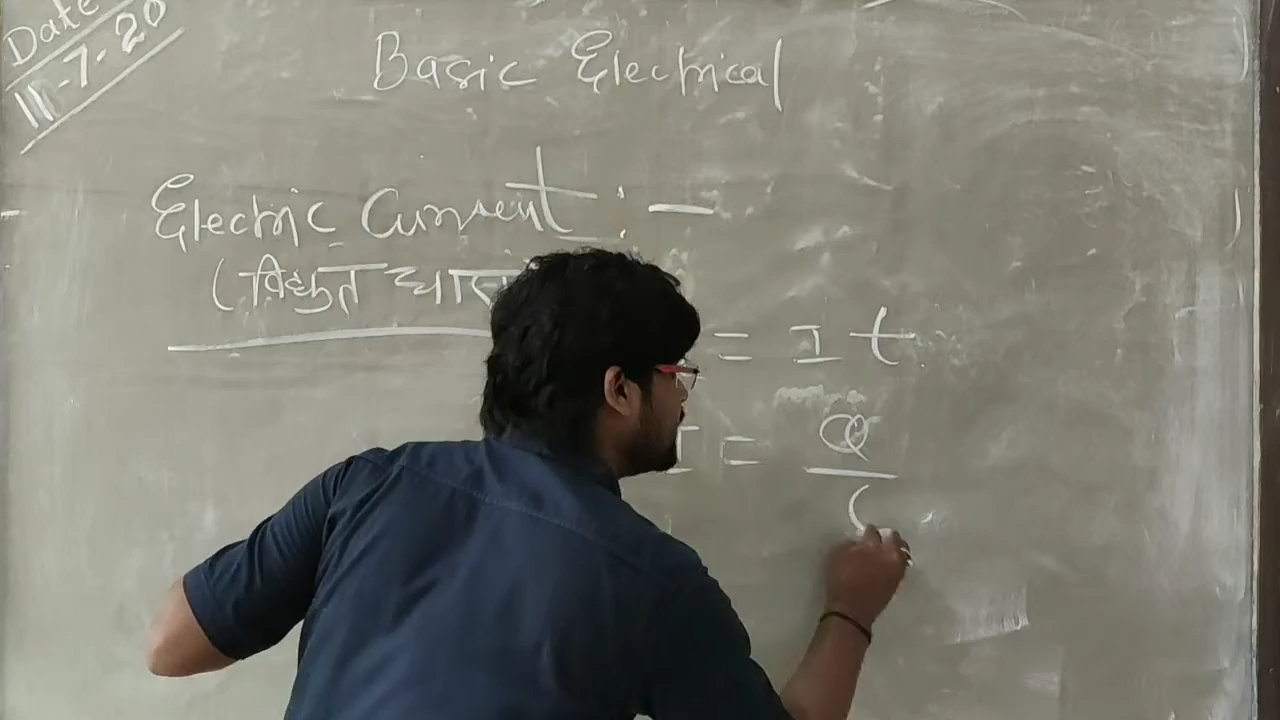 Date
11-7-20
Basic Electrical
Electric Current :-
(विधुत धारा
= I t
I = Q